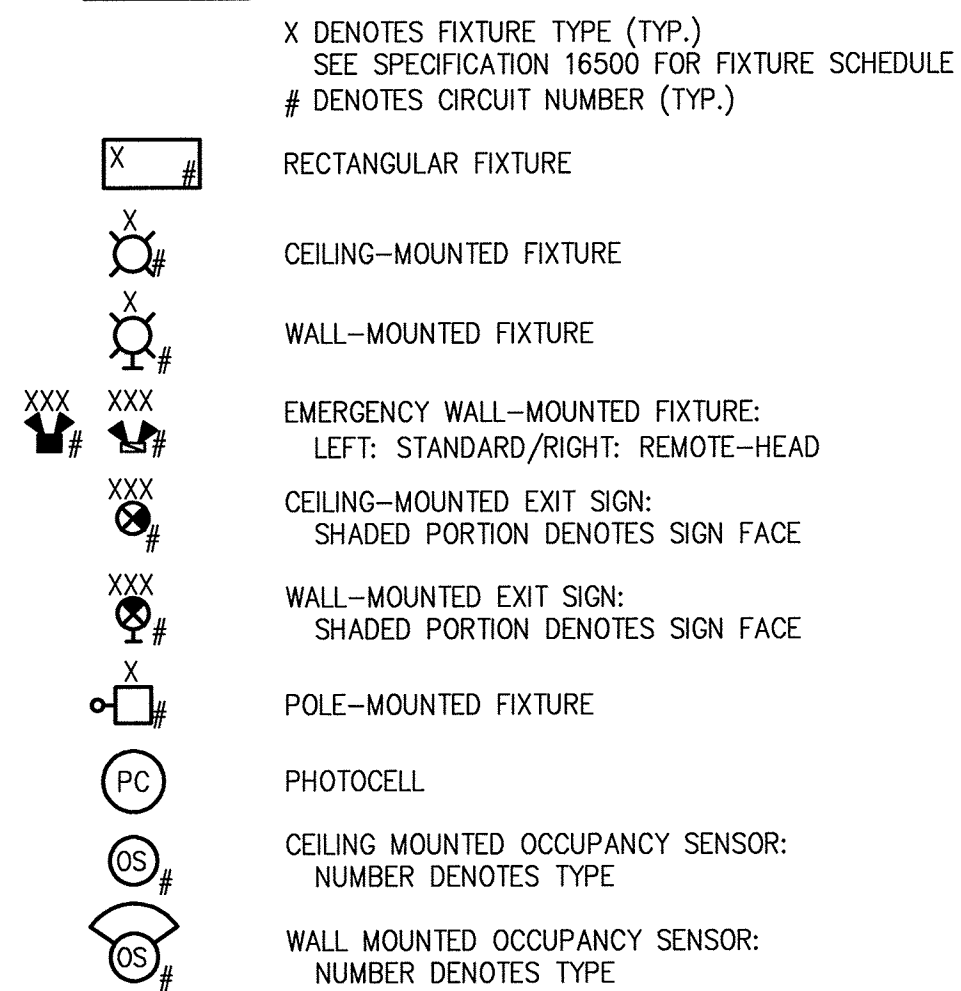 X DENOTES FIXTURE TYPE (TYP.)
SEE SPECIFICATION 16500 FOR FIXTURE SCHEDULE
# DENOTES CIRCUIT NUMBER (TYP.)
X # RECTANGULAR FIXTURE
X
# CEILING-MOUNTED FIXTURE
X
# WALL-MOUNTED FIXTURE
XXX XXX
# # EMERGENCY WALL-MOUNTED FIXTURE:
LEFT: STANDARD/RIGHT: REMOTE-HEAD
XXX
CEILING-MOUNTED EXIT SIGN:
# SHADED PORTION DENOTES SIGN FACE
XXX
WALL-MOUNTED EXIT SIGN:
# SHADED PORTION DENOTES SIGN FACE
X
# POLE-MOUNTED FIXTURE
PC PHOTOCELL
OS CEILING MOUNTED OCCUPANCY SENSOR:
# NUMBER DENOTES TYPE
OS WALL MOUNTED OCCUPANCY SENSOR:
# NUMBER DENOTES TYPE